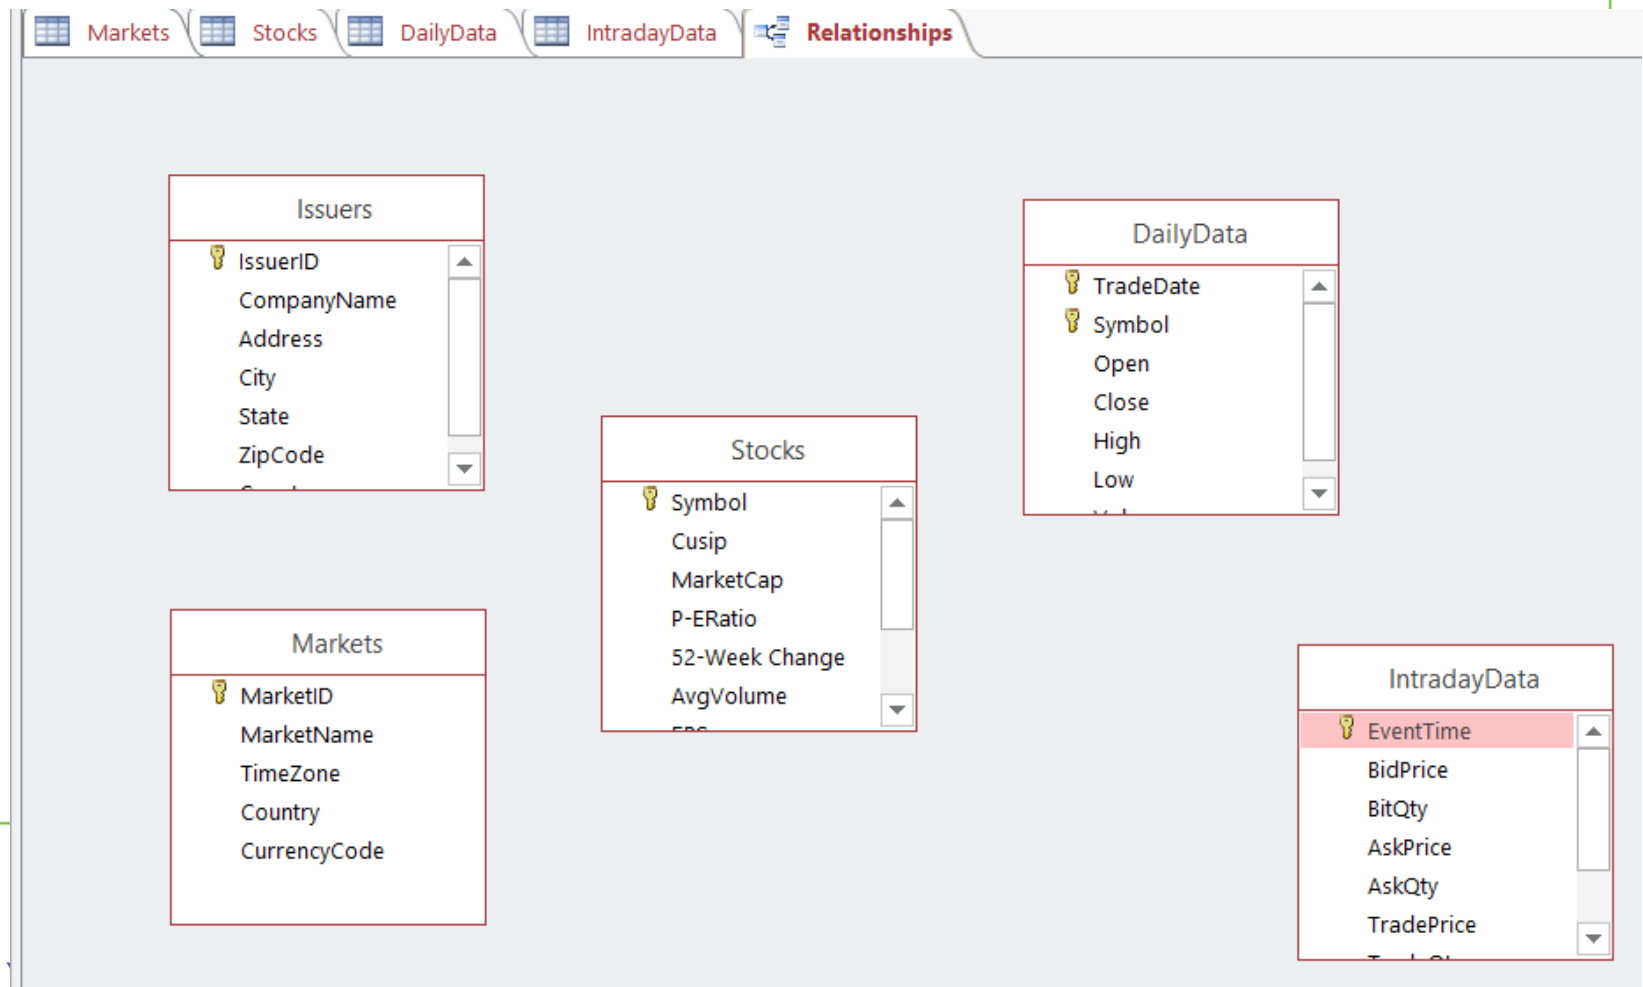 Markets Stocks DailyData IntradayData Relationships
Issuers
IssuerID
CompanyName
Address
City
State
ZipCode
Markets
MarketID
MarketName
TimeZone
Country
CurrencyCode
Stocks
Symbol
Cusip
MarketCap
P-ERatio
52-Week Change
AvgVolume
DailyData
TradeDate
Symbol
Open
Close
High
Low
IntradayData
EventTime
BidPrice
BitQty
AskPrice
AskQty
TradePrice